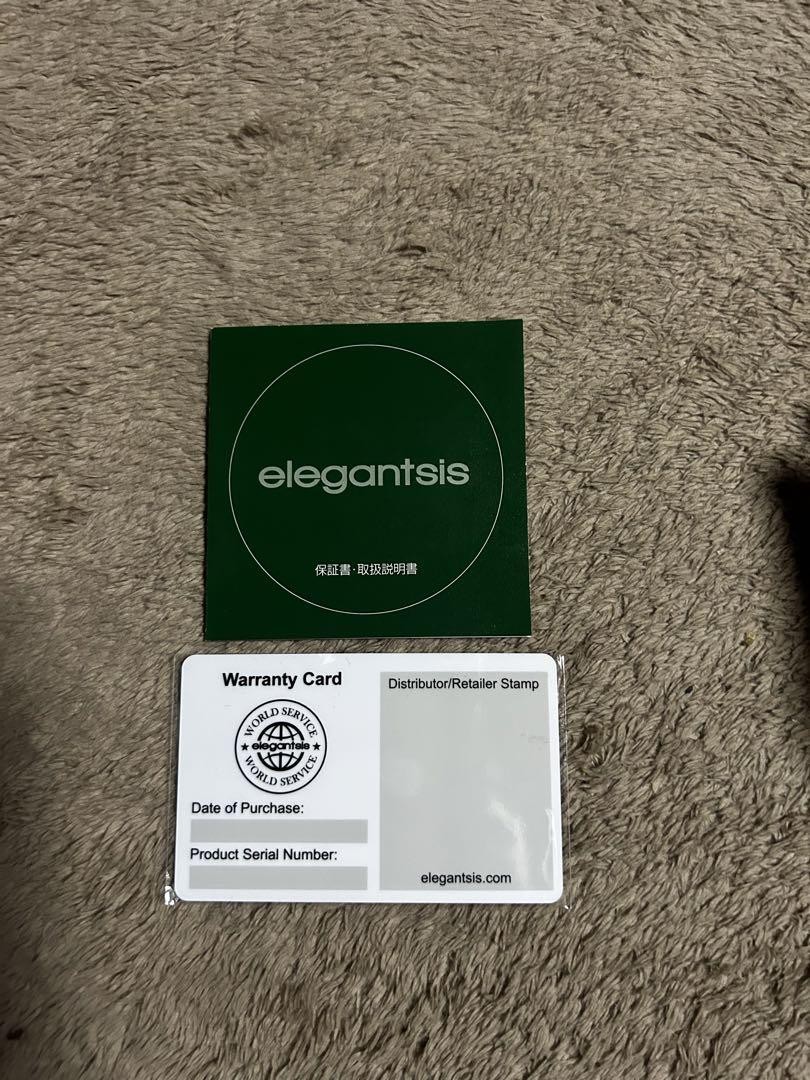 elegantsis
保証書・取扱説明書
Warranty Card
WORLD SERVICE
★ elegantsis ★
WORLD SERVICE
Date of Purchase:
Product Serial Number:
Distributor/Retailer Stamp
elegantsis.com